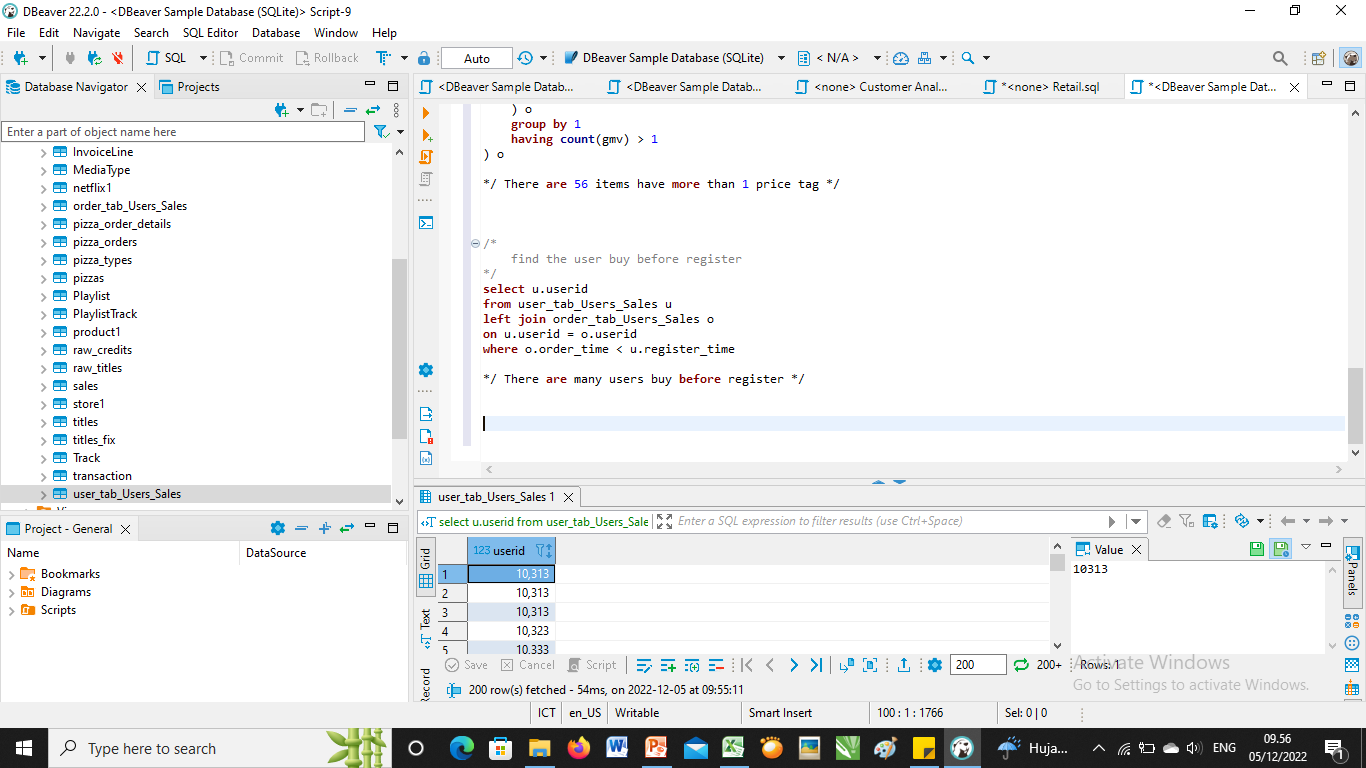 DBeaver 22.2.0 - <DBeaver Sample Database (SQLite)> Script-9
File Edit Navigate Search SQL Editor Database Window Help
SQL Commit Rollback Auto DBeaver Sample Database (SQLite) < N/A >
Database Navigator Projects
<DBeaver Sample Datab... <DBeaver Sample Datab... <none> Customer Anal... *<none> Retail.sql *<DBeaver Sample Dat...
Enter a part of object name here
InvoiceLine
MediaType
netflix1
order_tab_Users_Sales
pizza_order_details
pizza_orders
pizza_types
pizzas
Playlist
PlaylistTrack
product1
raw_credits
raw_titles
sales
store1
titles
titles_fix
Track
transaction
user_tab_Users_Sales
) o
group by 1
having count(gmv) > 1
) o
*/ There are 56 items have more than 1 price tag */
/*
find the user buy before register
*/
select u.userid
from user_tab_Users_Sales u
left join order_tab_Users_Sales o
on u.userid = o.userid
where o.order_time < u.register_time
*/ There are many users buy before register */
Project - General
Name DataSource
Bookmarks
Diagrams
Scripts
user_tab_Users_Sales 1
select u.userid from user_tab_Users_Sale Enter a SQL expression to filter results (use Ctrl+Space)
Grid
Text
Record
123 userid
1 10,313
2 10,313
3 10,313
4 10,323
5 10,333
Value
10313
Panels
Save Cancel Script 200 200+ Rows: 1
200 row(s) fetched - 54ms, on 2022-12-05 at 09:55:11
Activate Windows
Go to Settings to activate Windows.
ICT en_US Writable Smart Insert 100 : 1 : 1766 Sel: 0 | 0
Type here to search
Huja... ENG 09.56
05/12/2022
1